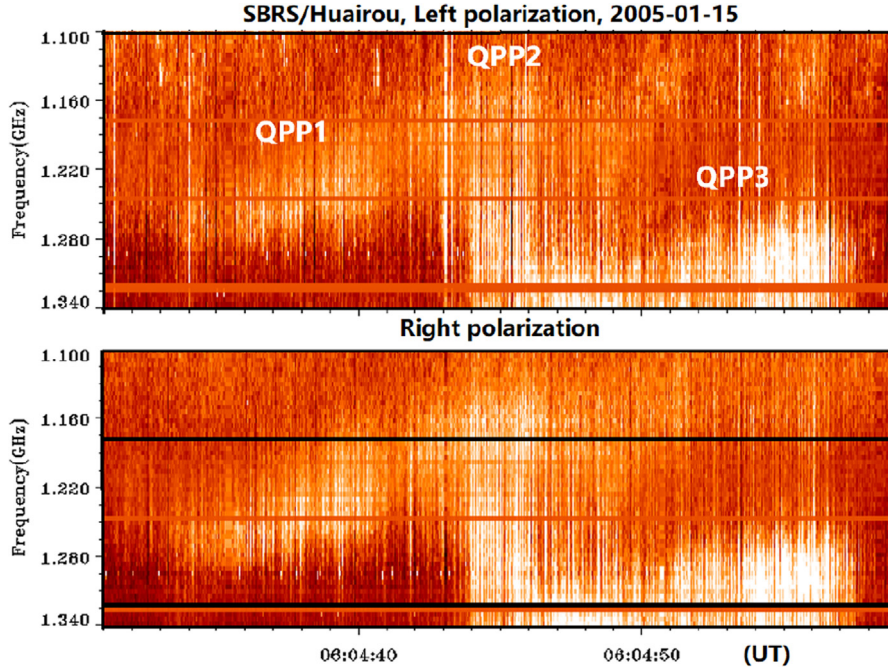 SBRS/Huairou, Left polarization, 2005-01-15
1.100
QPP2
1.160
QPP1
1.220
QPP3
1.280
1.340
Frequency(GHz)
Right polarization
1.100
1.160
1.220
1.280
1.340
Frequency(GHz)
06:04:40 06:04:50 (UT)